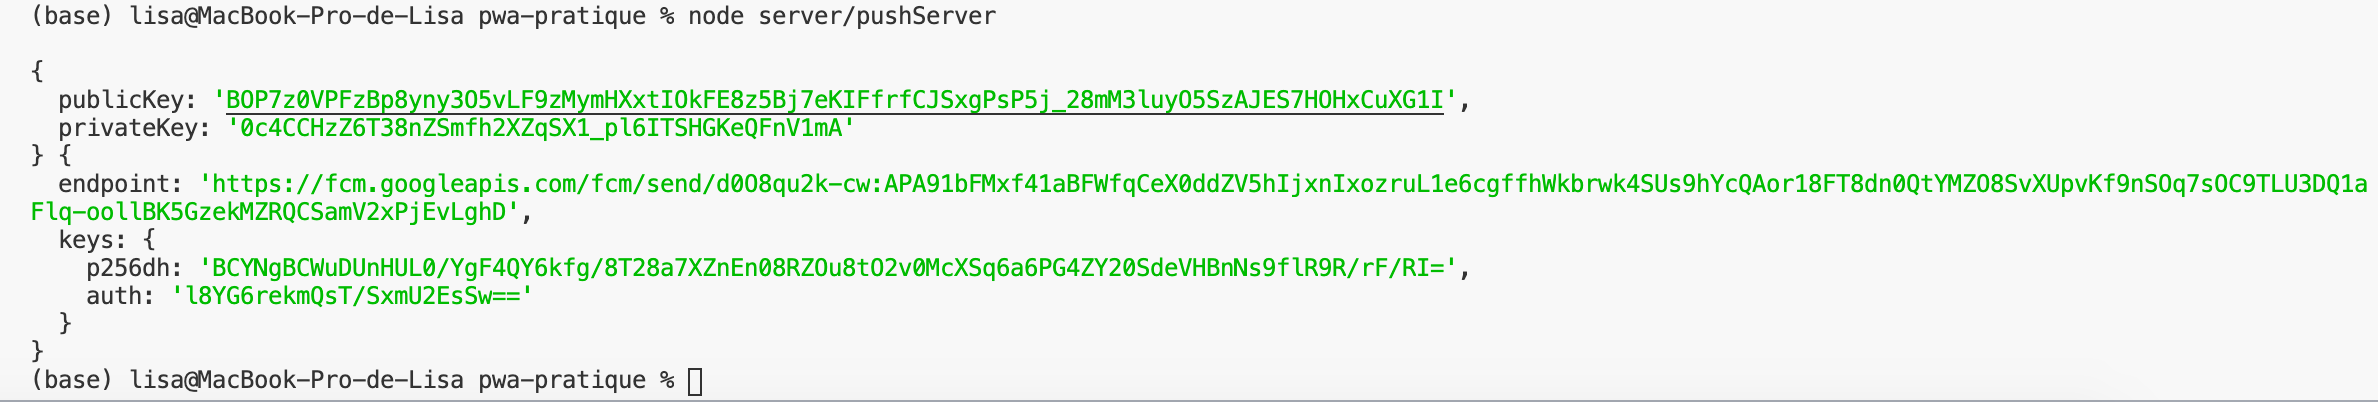 (base) lisa@MacBook-Pro-de-Lisa pwa-pratique % node server/pushServer
{
publicKey: 'BOP7z0VPFzBp8yny3O5vLF9zMymHXxtIOkFE8z5Bj7eKIFfrfCJSxgPsP5j_28mM3luyO5SzAJES7HOHxCuXG1I',
privateKey: '0c4CCHzZ6T38nZSmfh2XZqSX1_pl6ITSHGKeQFnV1mA'
} {
endpoint: 'https://fcm.googleapis.com/fcm/send/d0O8qu2k-cw:APA91bFMxf41aBFWfqCeX0ddZV5hIjxnIxozruL1e6cgffhWkbrwk4SUs9hYcQAor18FT8dn0QtYMZO8SvXUpvKf9nSOq7sOC9TLU3DQ1a
Flq-oollBK5GzekMZRQCSamV2xPjEvLghD',
keys: {
p256dh: 'BCYNgBCWuDUnHUL0/YgF4QY6kfg/8T28a7XZnEn08RZOu8tO2v0McXSq6a6PG4ZY20SdeVHBnNs9flR9R/rF/RI=',
auth: 'l8YG6rekmQsT/SxmU2EsSw=='
}
}
(base) lisa@MacBook-Pro-de-Lisa pwa-pratique %